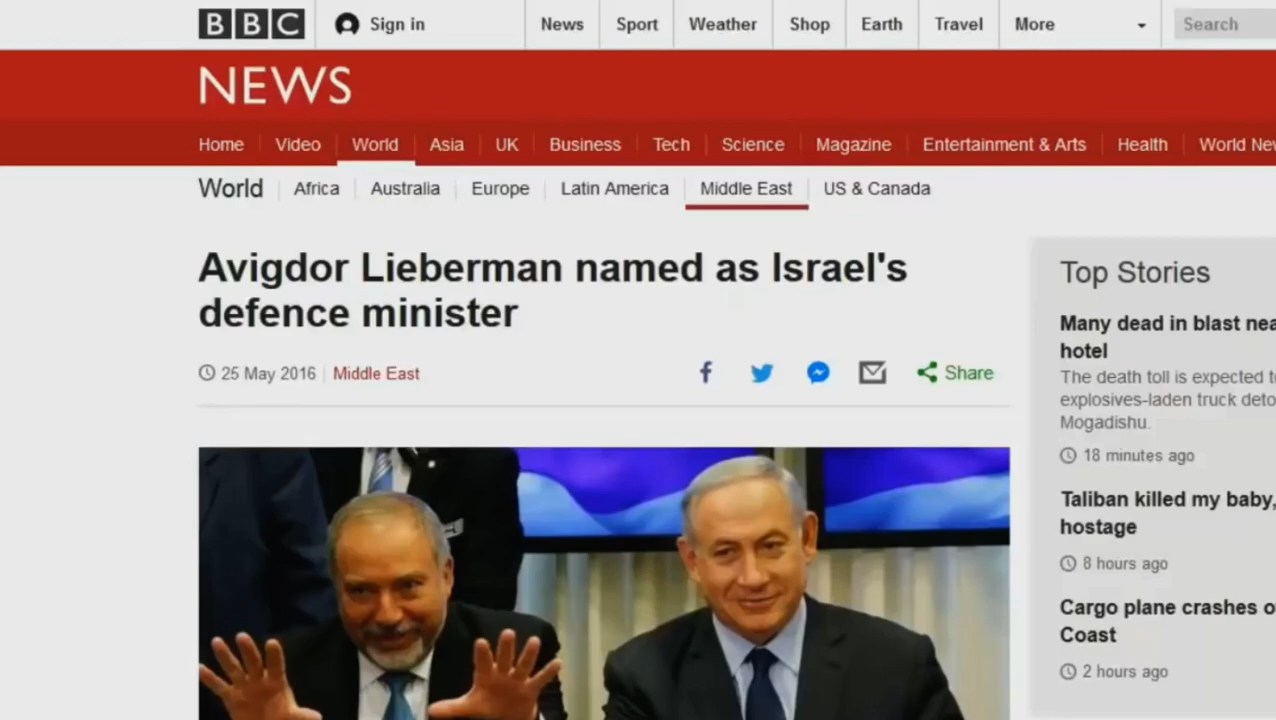 BBC Sign in News Sport Weather Shop Earth Travel More Search
NEWS
Home Video World Asia UK Business Tech Science Magazine Entertainment & Arts Health World
World Africa Australia Europe Latin America Middle East US & Canada
Avigdor Lieberman named as Israel's
defence minister
25 May 2016 Middle East Share
Top Stories
Many dead in blast
hotel
The death toll is expected
explosives-laden truck
Mogadishu.
18 minutes ago
Taliban killed my baby,
hostage
8 hours ago
Cargo plane crashes
Coast
2 hours ago